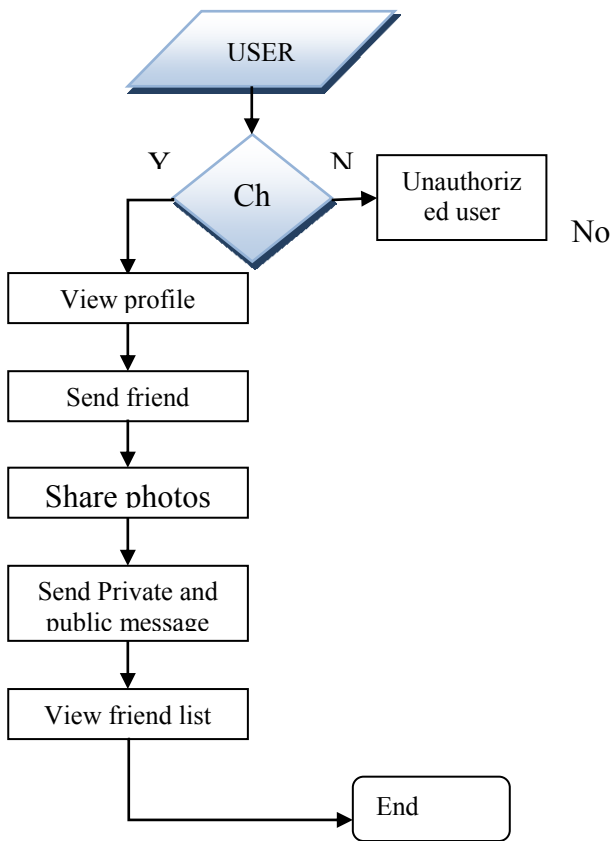 USER
Y
N
Ch
Unauthoriz
ed user
No
View profile
Send friend
Share photos
Send Private and
public message
View friend list
End